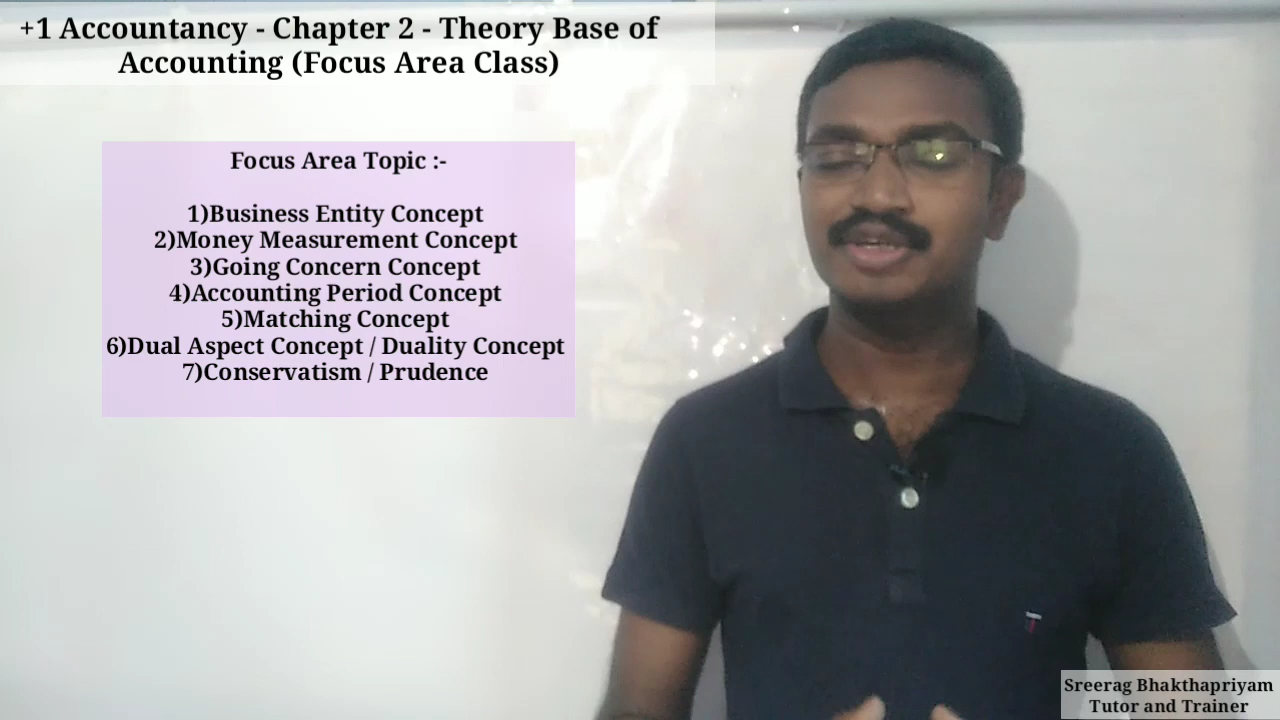 +1 Accountancy - Chapter 2 - Theory Base of
Accounting (Focus Area Class)
Focus Area Topic :-
1)Business Entity Concept
2)Money Measurement Concept
3)Going Concern Concept
4)Accounting Period Concept
5)Matching Concept
6)Dual Aspect Concept / Duality Concept
7)Conservatism / Prudence
Sreerag Bhakthapriyam
Tutor and Trainer